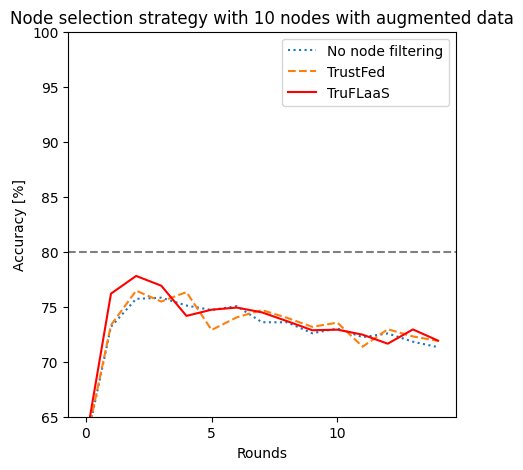 Node selection strategy with 10 nodes with augmented data
100
95
90
85
80
75
70
65
Accuracy [%]
No node filtering
TrustFed
TruFLaaS
0
5
10
Rounds